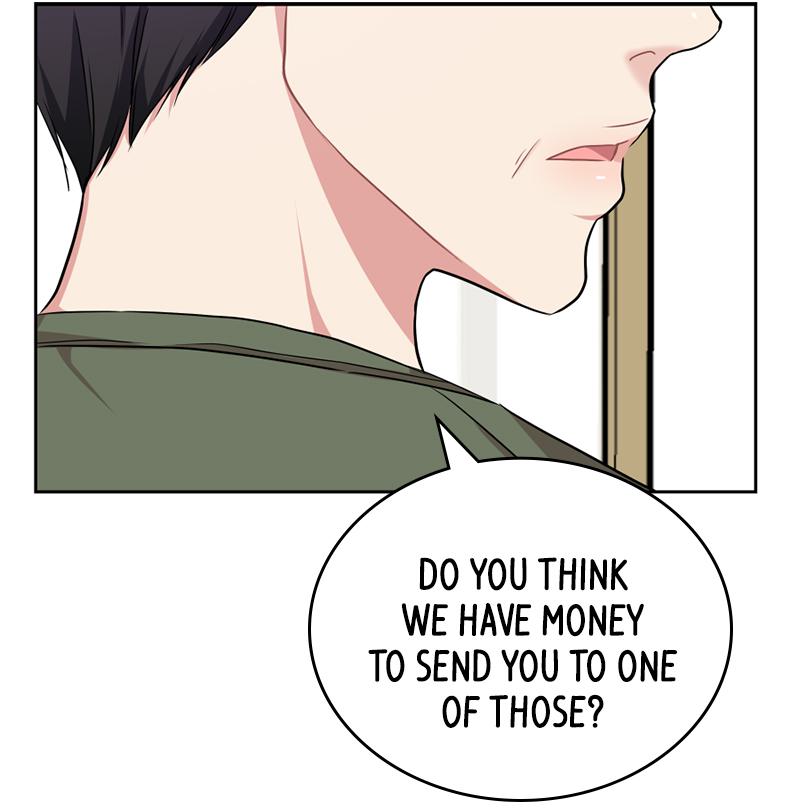 DO YOU THINK
WE HAVE MONEY
TO SEND YOU TO ONE
OF THOSE?